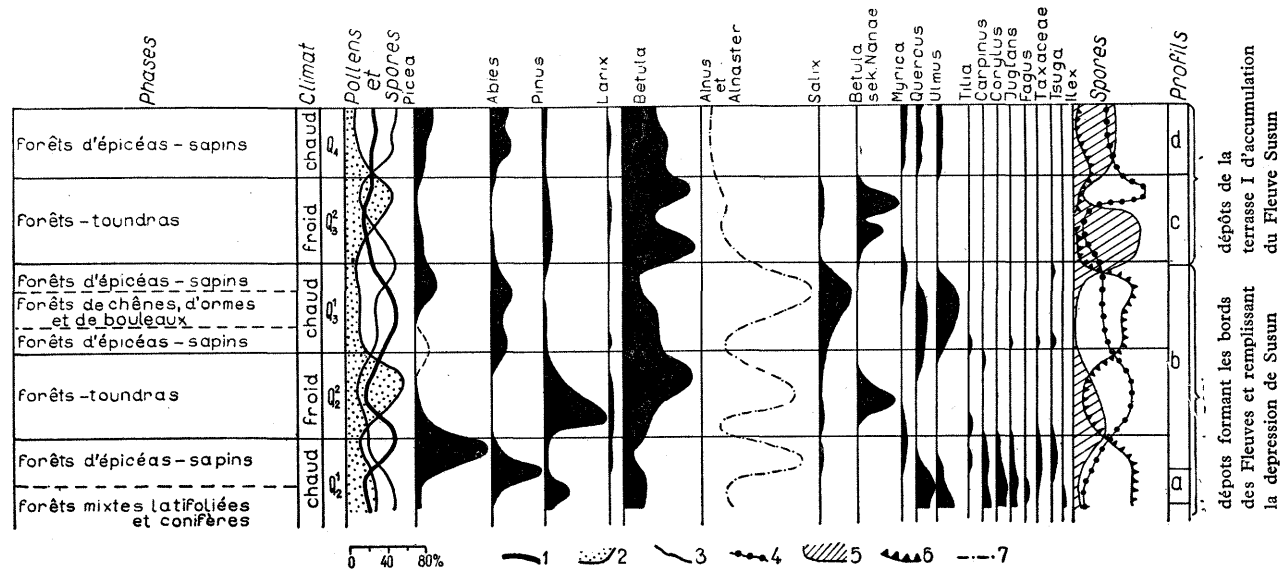 Phases
Climat
Pollens
et
Spores
Picea
Abies
Pinus
Larix
Betula
Alnus
et
Alnaster
Salix
Betula
sek.Nanae
Myrica
Quercus
Ulmus
Tilia
Carpinus
Corylus
Juglans
Fagus
Taxaceae
Tsuga
Ilex
Spores
Profils
Forêts d'épicéas-sapins
chaud
Q4
d
Forêts-toundras
froid
Q²3
c
Forêts d'épicéas-sapins
Forêts de chênes, d'ormes
et de bouleaux
Forêts d'épicéas-sapins
chaud
Q¹3
b
Forêts-toundras
froid
Q²2
Forêts d'épicéas-sapins
Forêts mixtes latifoliées
et conifères
chaud
Q¹2
a
dépôts de la
terrasse I d'accumulation
du Fleuve Susun
dépots formant les bords
des Fleuves et remplissant
la depression de Susun
0 40 80%
1 2 3 4 5 6 7